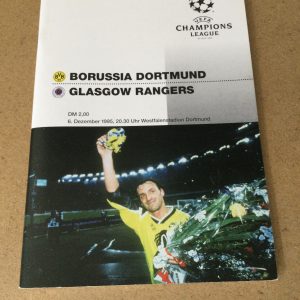 UEFA
CHAMPIONS
LEAGUE
BORUSSIA DORTMUND
GLASGOW RANGERS
DM 2,00
6. Dezember 1995, 20.30 Uhr Westfalenstadion Dortmund